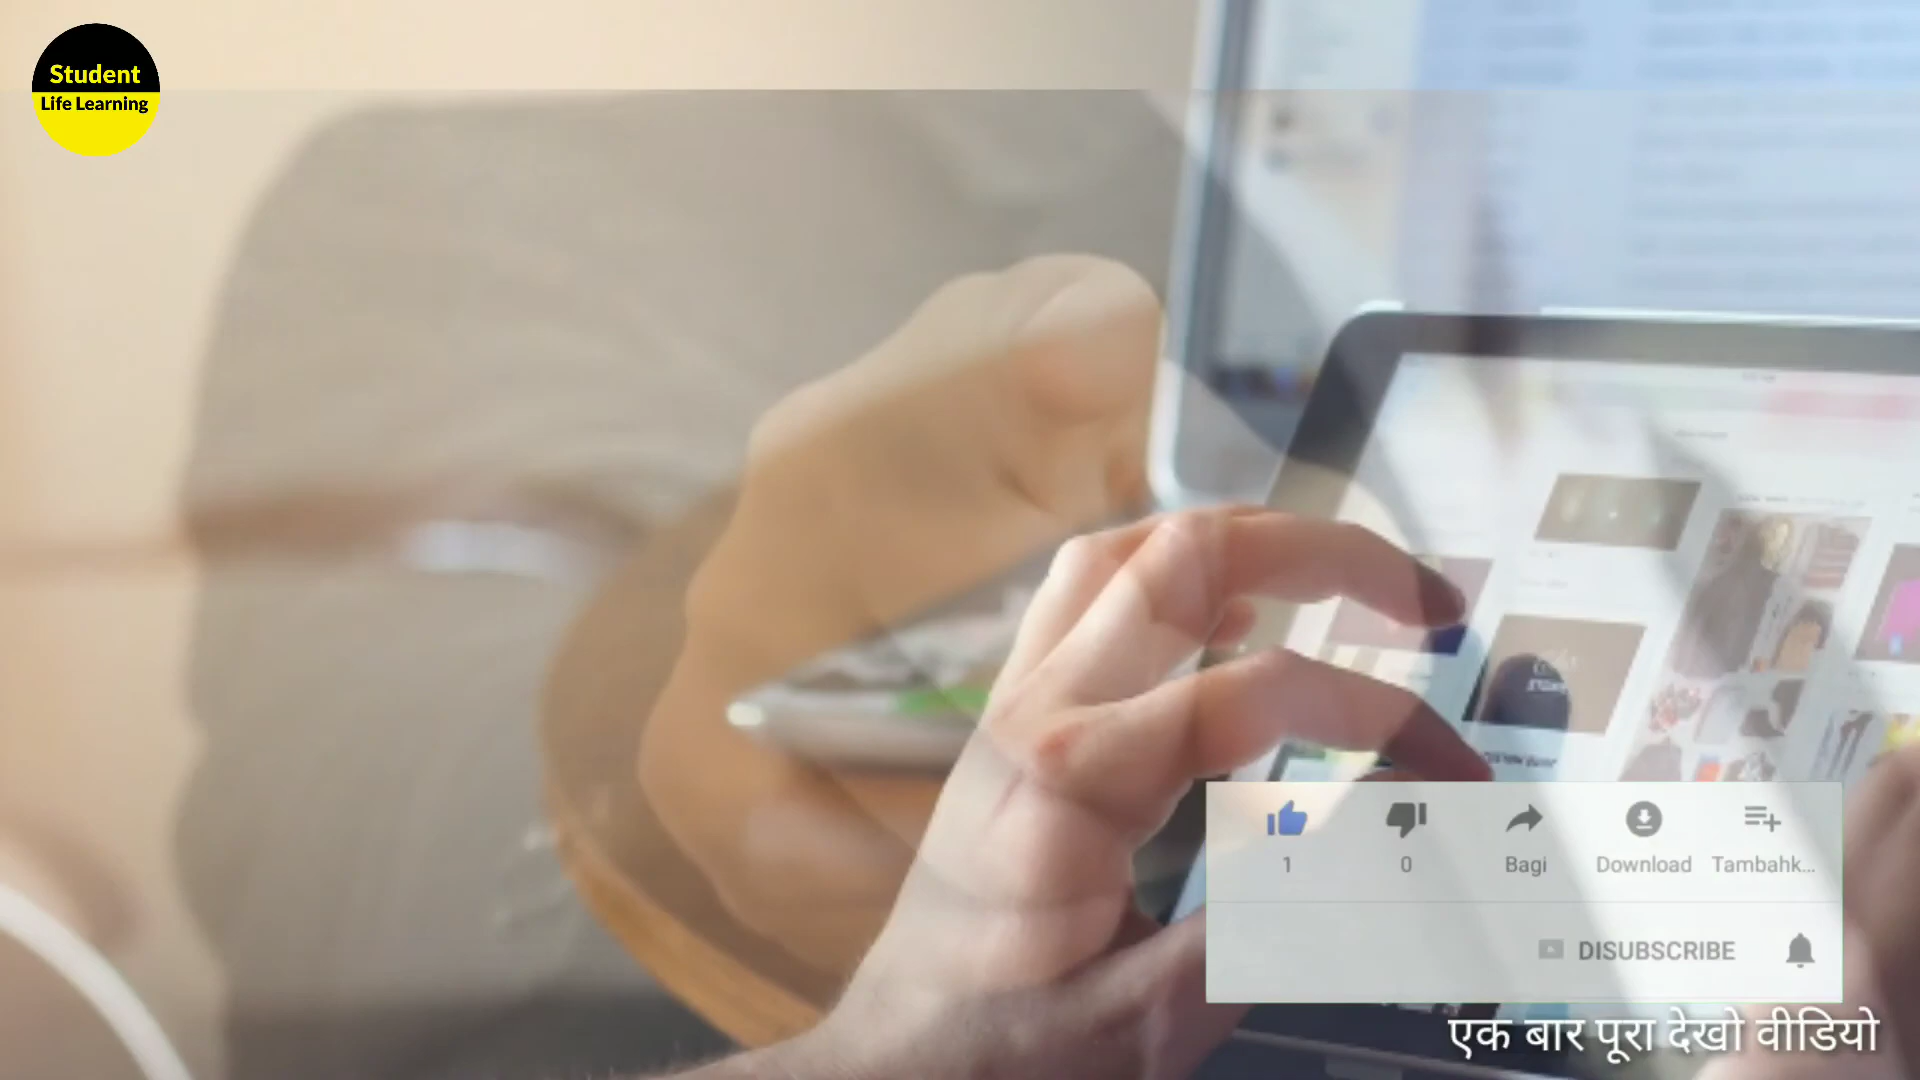 Student
Life Learning
1
0
Bagi
Download
Tambahk...
DISUBSCRIBE
एक बार पूरा देखो वीडियो